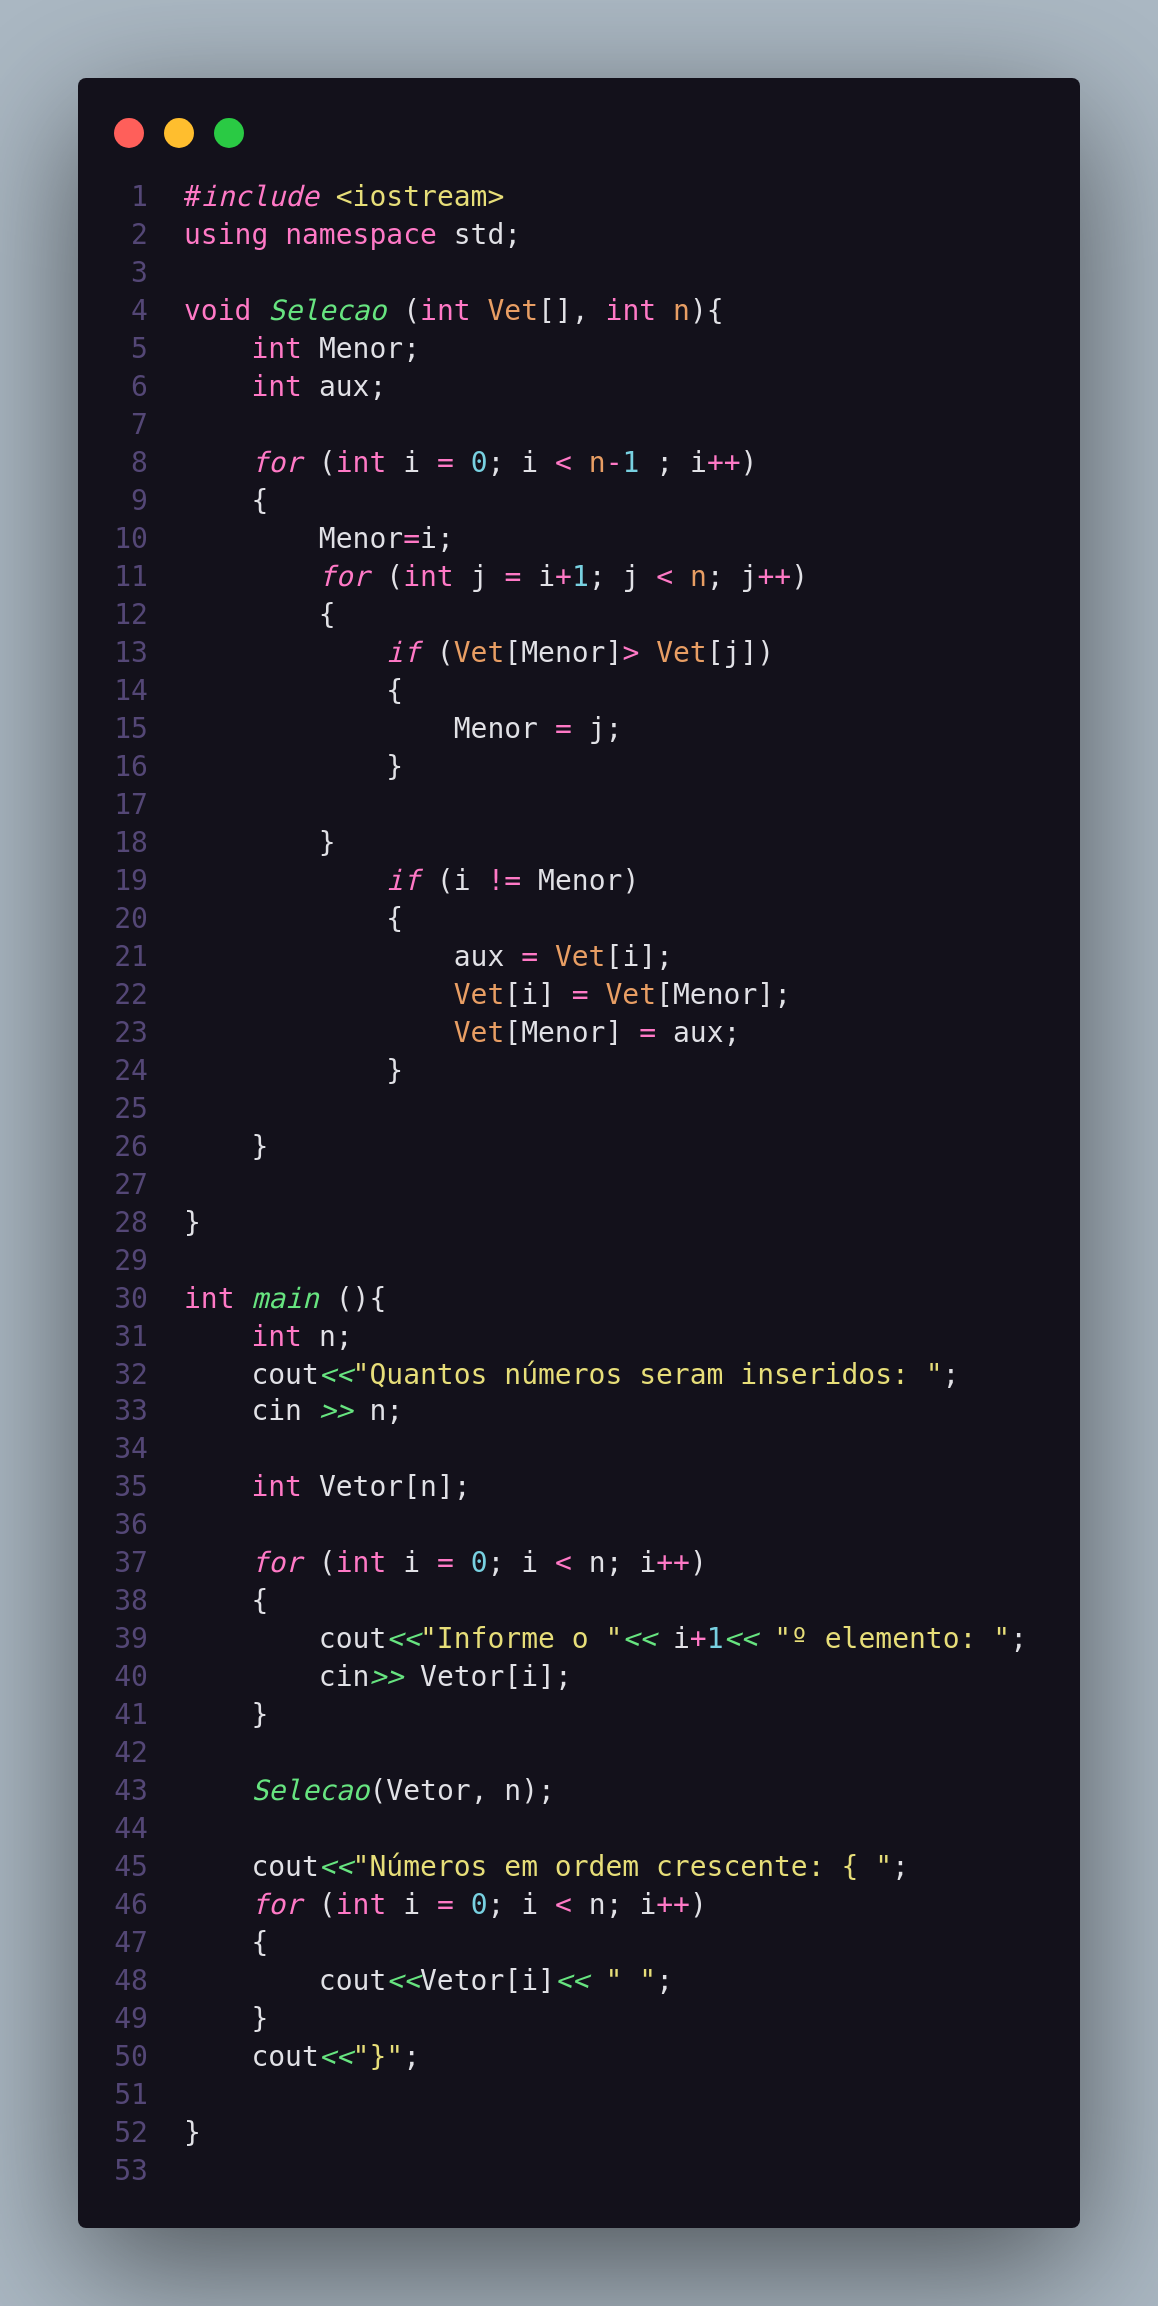 1 #include <iostream>
2 using namespace std;
3
4 void Selecao (int Vet[], int n){
5     int Menor;
6     int aux;
7
8     for (int i = 0; i < n-1 ; i++)
9     {
10         Menor=i;
11         for (int j = i+1; j < n; j++)
12         {
13             if (Vet[Menor]> Vet[j])
14             {
15                 Menor = j;
16             }
17
18         }
19             if (i != Menor)
20             {
21                 aux = Vet[i];
22                 Vet[i] = Vet[Menor];
23                 Vet[Menor] = aux;
24             }
25
26     }
27
28 }
29
30 int main (){
31     int n;
32     cout<<"Quantos números seram inseridos: ";
33     cin >> n;
34
35     int Vetor[n];
36
37     for (int i = 0; i < n; i++)
38     {
39         cout<<"Informe o "<< i+1<< "º elemento: ";
40         cin>> Vetor[i];
41     }
42
43     Selecao(Vetor, n);
44
45     cout<<"Números em ordem crescente: { ";
46     for (int i = 0; i < n; i++)
47     {
48         cout<<Vetor[i]<< " ";
49     }
50     cout<<"}";
51
52 }
53